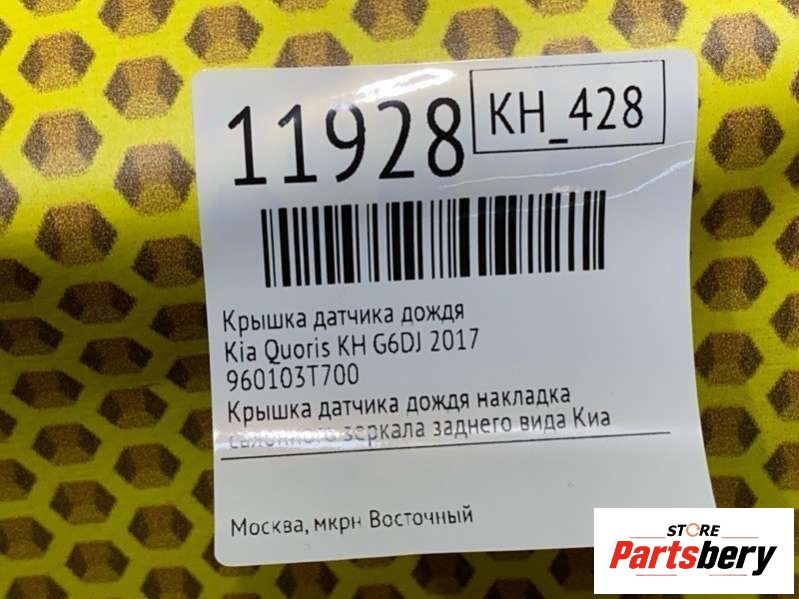 11928
KH_428
Крышка датчика дождя
Kia Quoris KH G6DJ 2017
960103T700
Крышка датчика дождя накладка
салонного зеркала заднего вида Киа
Москва, мкрн Восточный
STORE
Partsbery